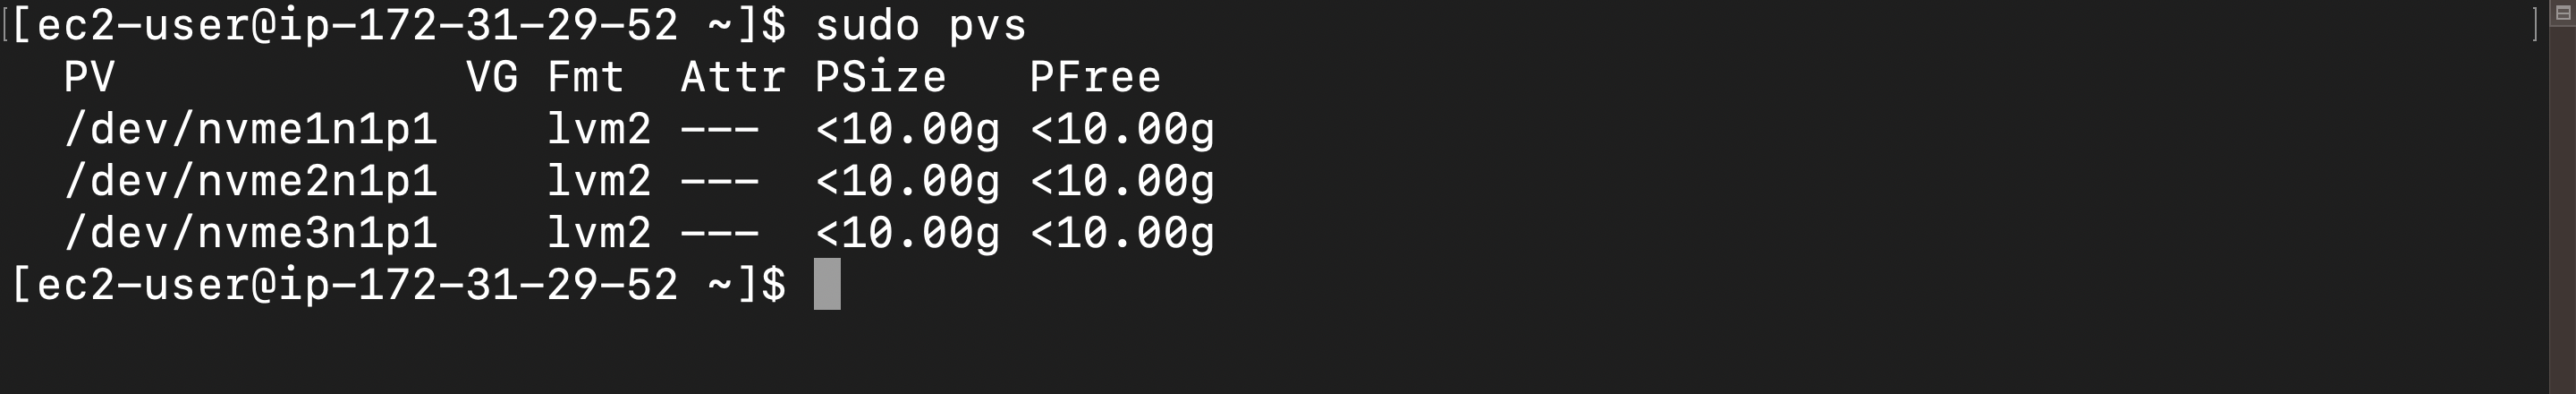 [ec2-user@ip-172-31-29-52 ~]$ sudo pvs
  PV             VG Fmt  Attr PSize   PFree
  /dev/nvme1n1p1    lvm2 ---  <10.00g <10.00g
  /dev/nvme2n1p1    lvm2 ---  <10.00g <10.00g
  /dev/nvme3n1p1    lvm2 ---  <10.00g <10.00g
[ec2-user@ip-172-31-29-52 ~]$